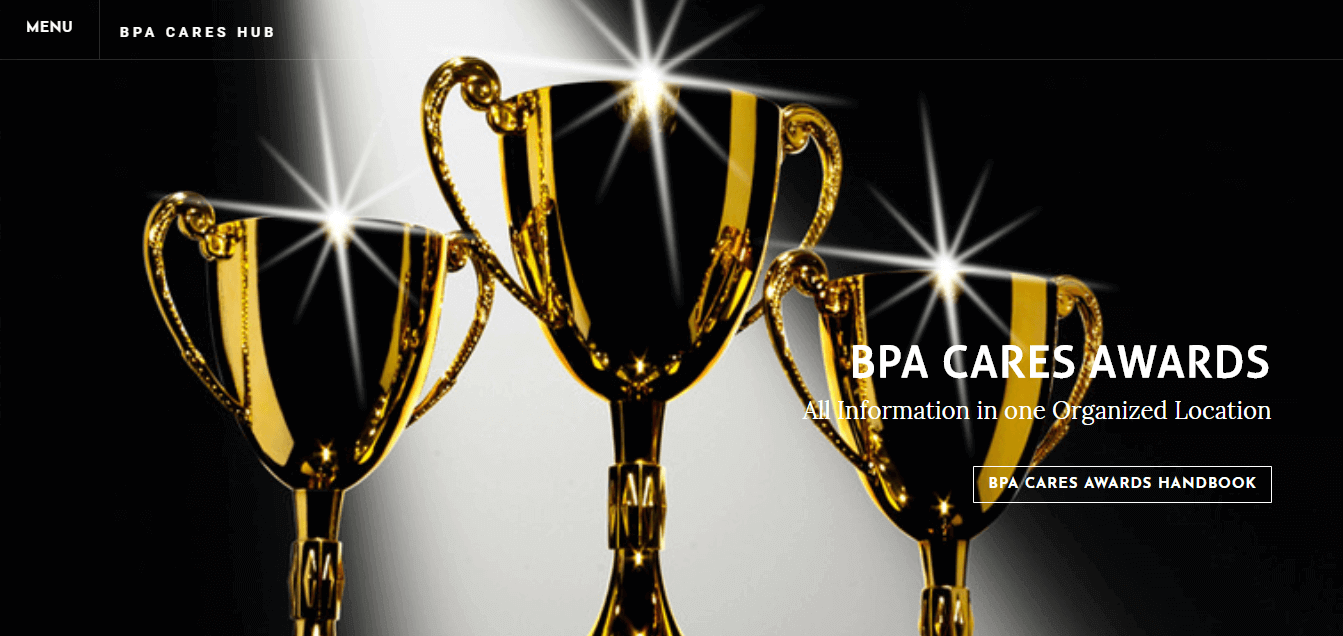 MENU
BPA CARES HUB
BPA CARES AWARDS
All Information in one Organized Location
BPA CARES AWARDS HANDBOOK